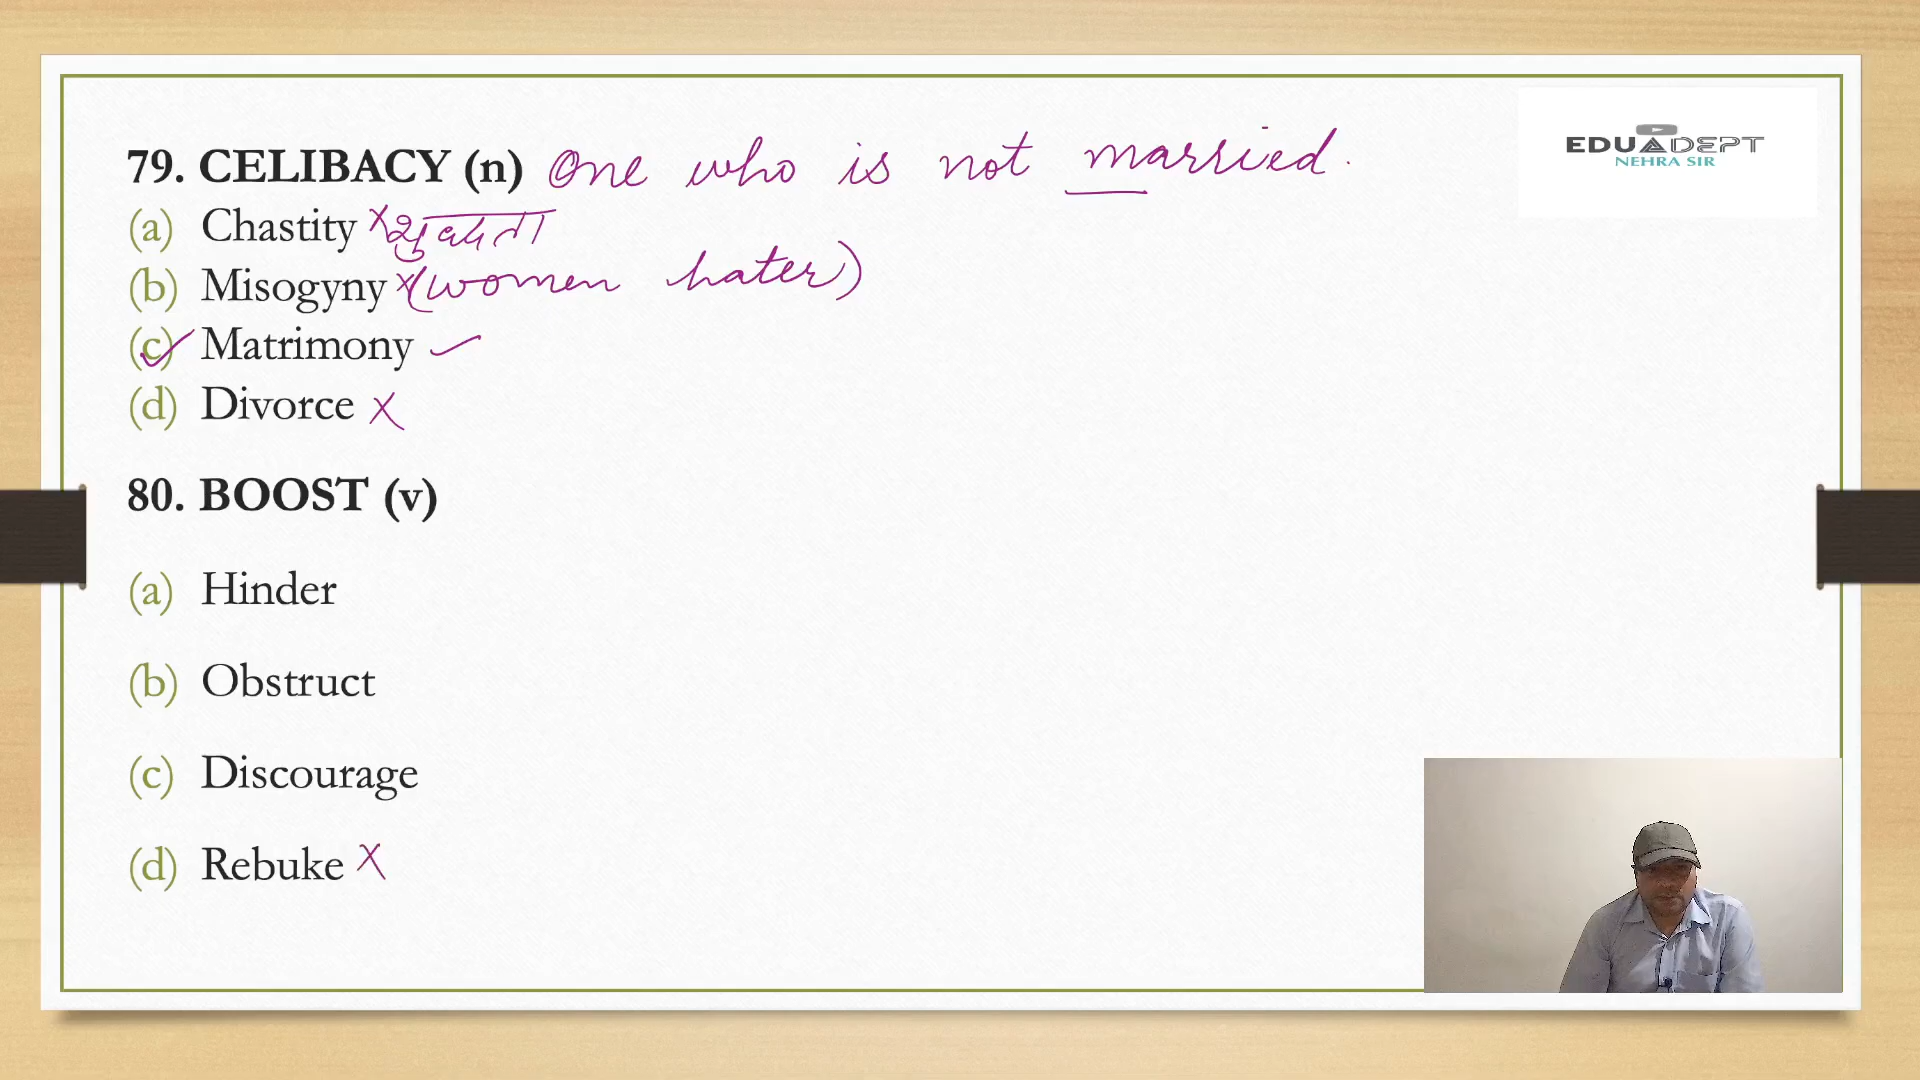 79. CELIBACY (n) One who is not married.
EDUADEPT
NEHRA SIR
(a) Chastity X
(b) Misogyny X (women hater)
(c) ✓ Matrimony ✓
(d) Divorce X
80. BOOST (v)
(a) Hinder
(b) Obstruct
(c) Discourage
(d) Rebuke X